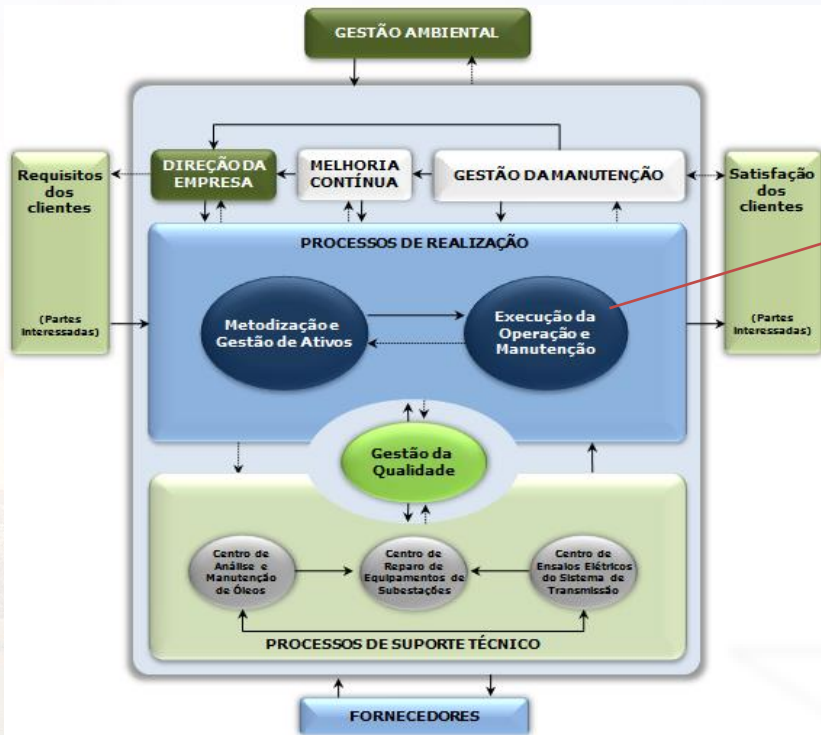 GESTÃO AMBIENTAL
Requisitos
dos
clientes
(Partes
Interessadas)
DIREÇÃO DA
EMPRESA
MELHORIA
CONTÍNUA
GESTÃO DA MANUTENÇÃO
Satisfação
dos
clientes
(Partes
Interessadas)
PROCESSOS DE REALIZAÇÃO
Metodização e
Gestão de Ativos
Execução da
Operação e
Manutenção
Gestão da
Qualidade
Centro de
Análise e
Manutenção
de Óleos
Centro de
Reparo de
Equipamentos de
Subestações
Centro de
Ensaios Elétricos
do Sistema de
Transmissão
PROCESSOS DE SUPORTE TÉCNICO
FORNECEDORES